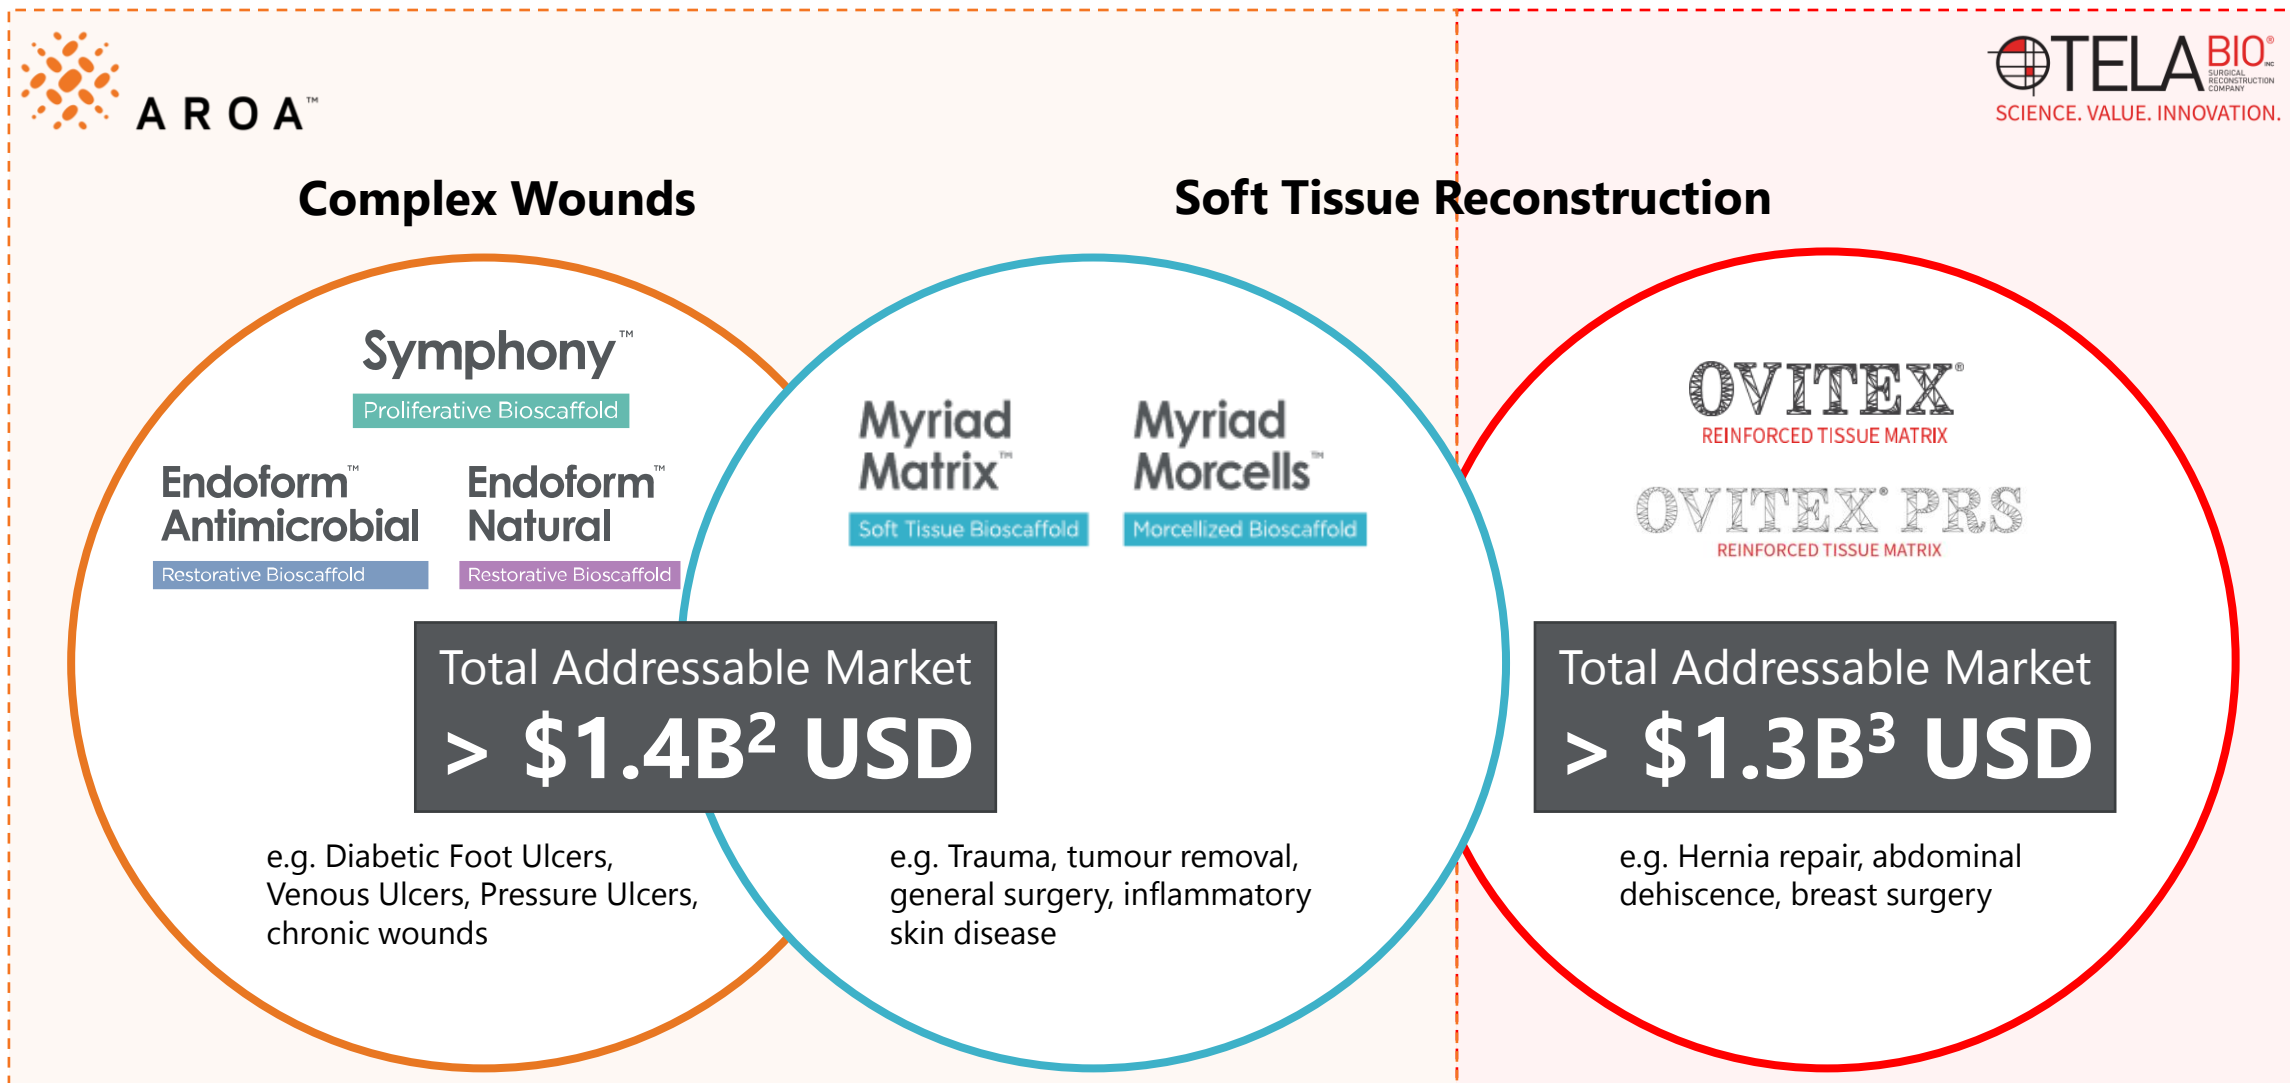 AROA™
TELA BIO®
INC
SURGICAL
RECONSTRUCTION
COMPANY
SCIENCE. VALUE. INNOVATION.
Complex Wounds
Soft Tissue Reconstruction
Symphony™
Proliferative Bioscaffold
Endoform™
Antimicrobial
Restorative Bioscaffold
Endoform™
Natural
Restorative Bioscaffold
Myriad
Matrix™
Soft Tissue Bioscaffold
Myriad
Morcells™
Morcellized Bioscaffold
OVITEX®
REINFORCED TISSUE MATRIX
OVITEX® PRS
REINFORCED TISSUE MATRIX
Total Addressable Market
> $1.4B² USD
Total Addressable Market
> $1.3B³ USD
e.g. Diabetic Foot Ulcers,
Venous Ulcers, Pressure Ulcers,
chronic wounds
e.g. Trauma, tumour removal,
general surgery, inflammatory
skin disease
e.g. Hernia repair, abdominal
dehiscence, breast surgery